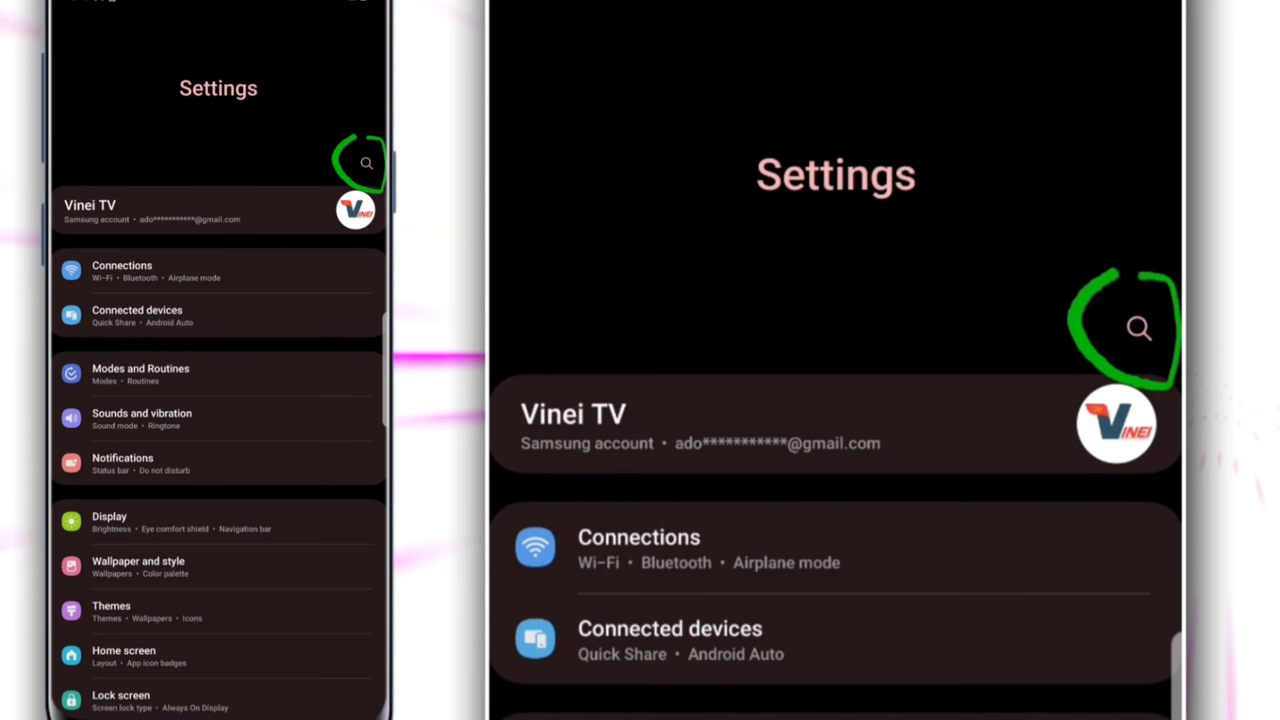 Settings
Vinei TV
Samsung account • ado***********@gmail.com
VINEI
Connections
Wi-Fi • Bluetooth • Airplane mode
Connected devices
Quick Share • Android Auto
Modes and Routines
Modes • Routines
Sounds and vibration
Sound mode • Ringtone
Notifications
Status bar • Do not disturb
Display
Brightness • Eye comfort shield • Navigation bar
Wallpaper and style
Wallpapers • Color palette
Themes
Themes • Wallpapers • Icons
Home screen
Layout • App icon badges
Lock screen
Screen lock type • Always On Display
Settings
Vinei TV
Samsung account • ado***********@gmail.com
VINEI
Connections
Wi-Fi • Bluetooth • Airplane mode
Connected devices
Quick Share • Android Auto